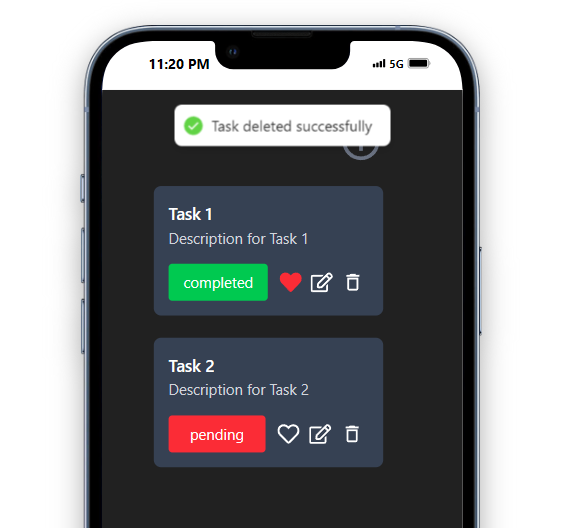 11:20 PM
5G
Task deleted successfully
Task 1
Description for Task 1
completed
Task 2
Description for Task 2
pending